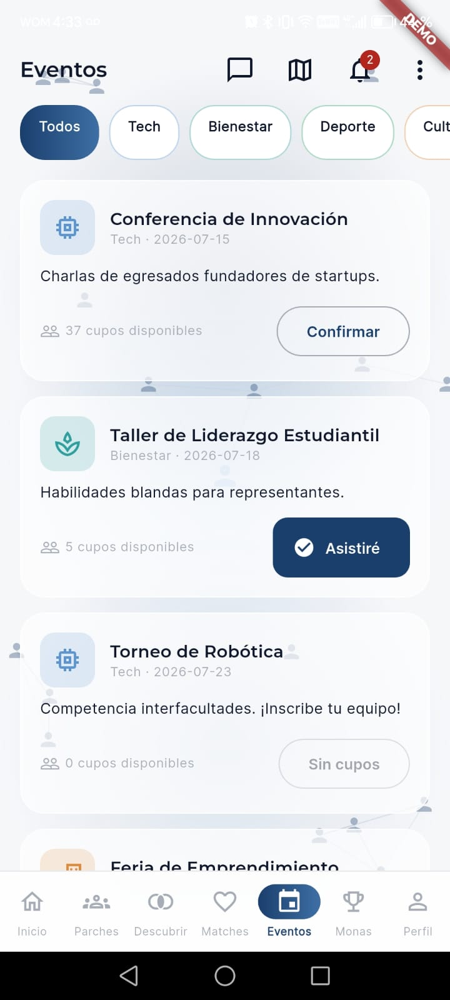 WOM 4:33
DEMO
Eventos
2
Todos
Tech
Bienestar
Deporte
Cult
Conferencia de Innovación
Tech · 2026-07-15
Charlas de egresados fundadores de startups.
37 cupos disponibles
Confirmar
Taller de Liderazgo Estudiantil
Bienestar · 2026-07-18
Habilidades blandas para representantes.
5 cupos disponibles
Asistiré
Torneo de Robótica
Tech · 2026-07-23
Competencia interfacultades. ¡Inscribe tu equipo!
0 cupos disponibles
Sin cupos
Feria de Emprendimiento
Inicio
Parches
Descubrir
Matches
Eventos
Monas
Perfil